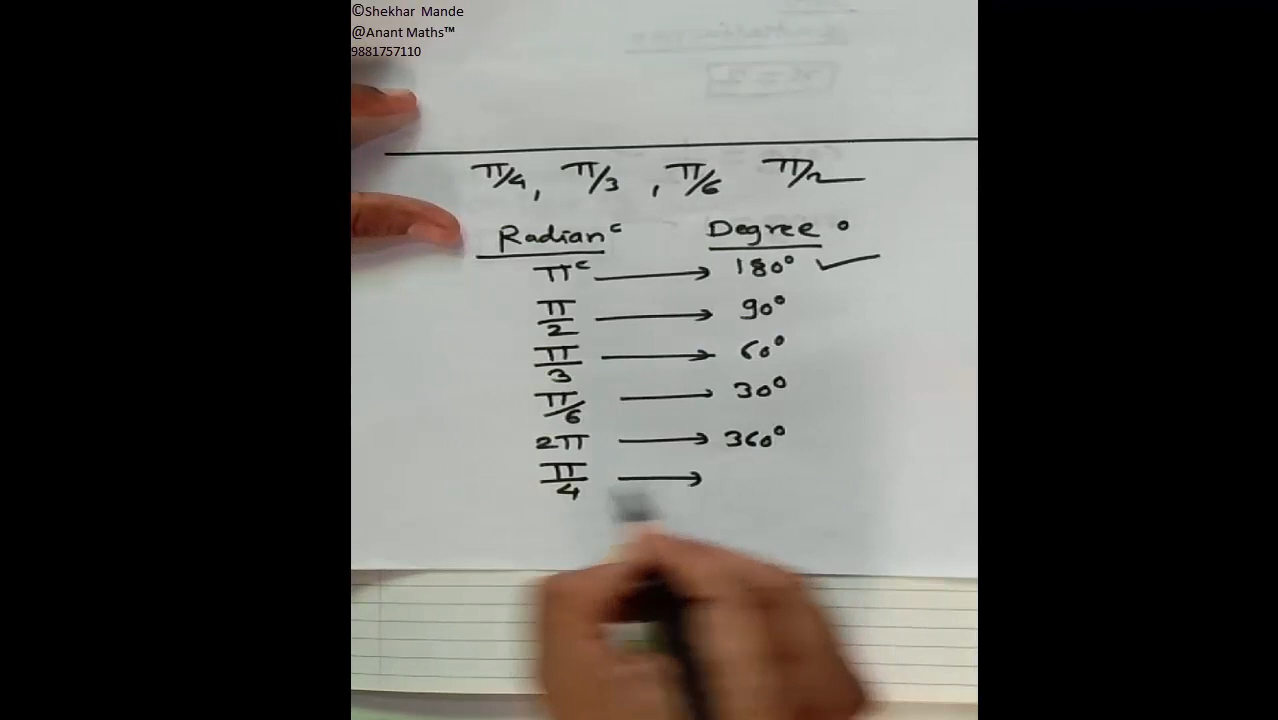 ©Shekhar Mande
@Anant Maths™
9881757110
π/4, π/3, π/6 π/2
Radianᶜ Degree °
πᶜ → 180° ✓
π/2 → 90°
π/3 → 60°
π/6 → 30°
2π → 360°
π/4 →